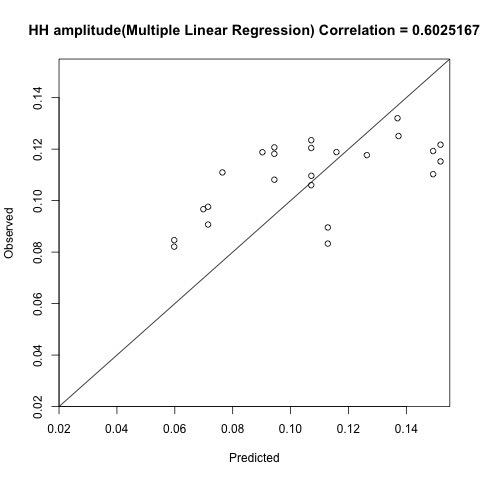 HH amplitude(Multiple Linear Regression) Correlation = 0.6025167
Observed
0.14
0.12
0.10
0.08
0.06
0.04
0.02
0.02 0.04 0.06 0.08 0.10 0.12 0.14
Predicted